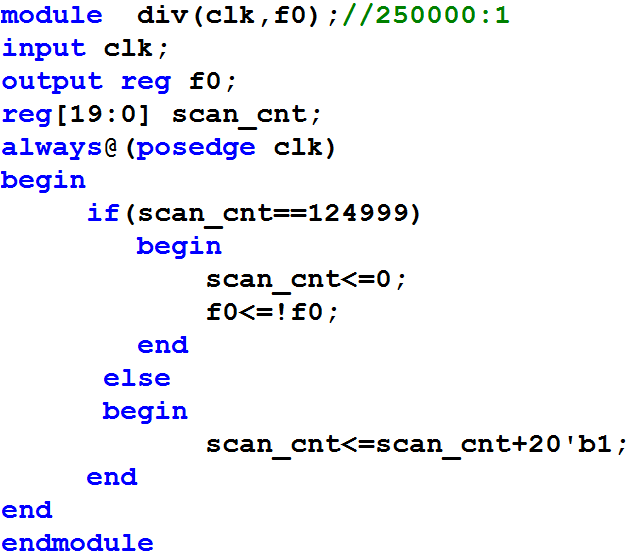 module  div(clk,f0);//250000:1
input clk;
output reg f0;
reg[19:0] scan_cnt;
always@(posedge clk)
begin
     if(scan_cnt==124999)
        begin
            scan_cnt<=0;
            f0<=!f0;
        end
      else
      begin
            scan_cnt<=scan_cnt+20'b1;
     end
end
endmodule